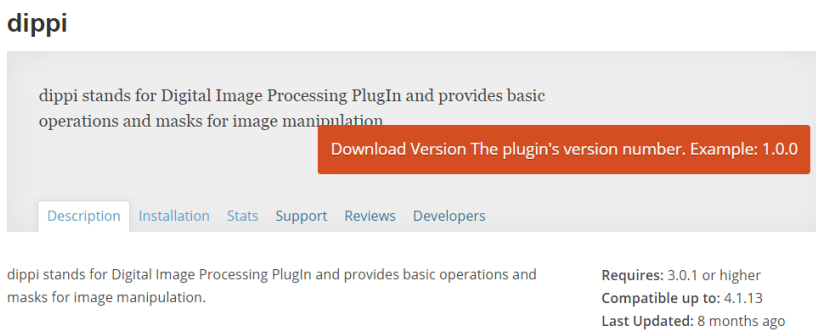 dippi
dippi stands for Digital Image Processing PlugIn and provides basic
operations and masks for image manipulation
Download Version The plugin's version number. Example: 1.0.0
Description Installation Stats Support Reviews Developers
dippi stands for Digital Image Processing PlugIn and provides basic operations and
masks for image manipulation.
Requires: 3.0.1 or higher
Compatible up to: 4.1.13
Last Updated: 8 months ago